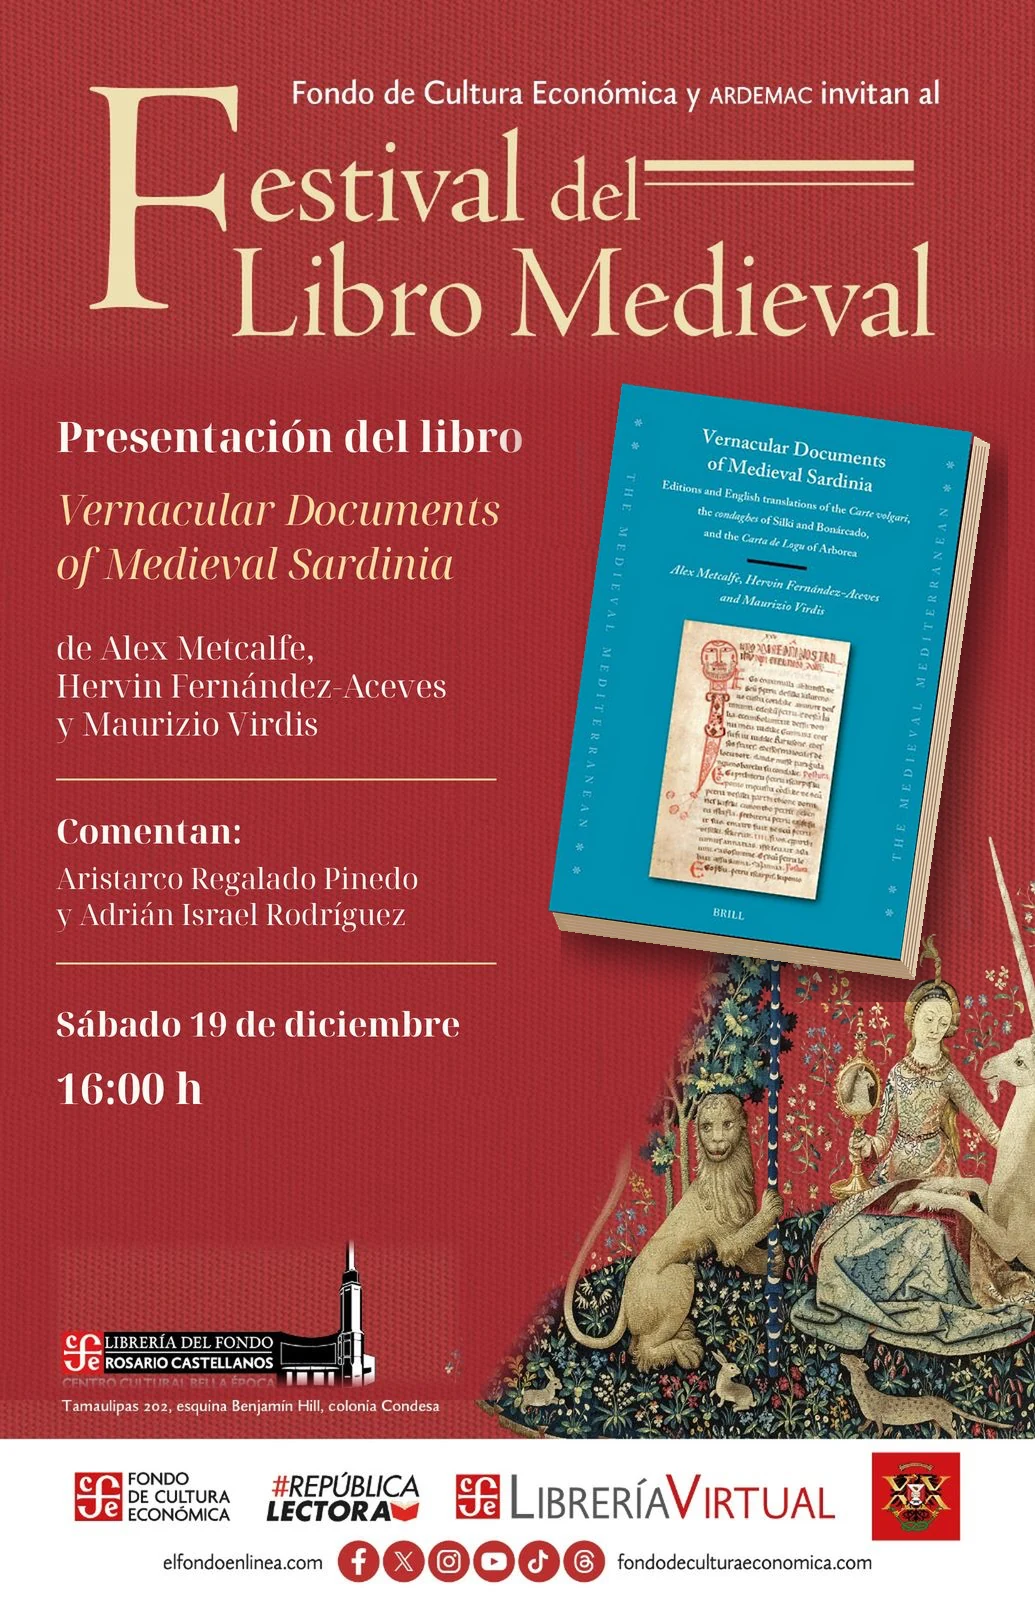 Fondo de Cultura Económica y ARDEMAC invitan al
Festival del
Libro Medieval
Presentación del libro
Vernacular Documents
of Medieval Sardinia
de Alex Metcalfe,
Hervin Fernández-Aceves
y Maurizio Virdis
Comentan:
Aristarco Regalado Pinedo
y Adrián Israel Rodríguez
Sábado 19 de diciembre
16:00 h
Vernacular Documents
of Medieval Sardinia
Editions and English translations of the Carte volgari,
the condaghes of Silki and Bonárcado,
and the Carta de Logu of Arborea
Alex Metcalfe, Hervin Fernández-Aceves
and Maurizio Virdis
THE MEDIEVAL MEDITERRANEAN
THE MEDIEVAL MEDITERRANEAN
BRILL
cfe LIBRERÍA DEL FONDO
ROSARIO CASTELLANOS
CENTRO CULTURAL BELLA ÉPOCA
Tamaulipas 202, esquina Benjamín Hill, colonia Condesa
cfe FONDO
DE CULTURA
ECONÓMICA
#REPÚBLICA
LECTORA
cfe LIBRERÍAVIRTUAL
elfondoenlinea.com
fondodeculturaeconomica.com